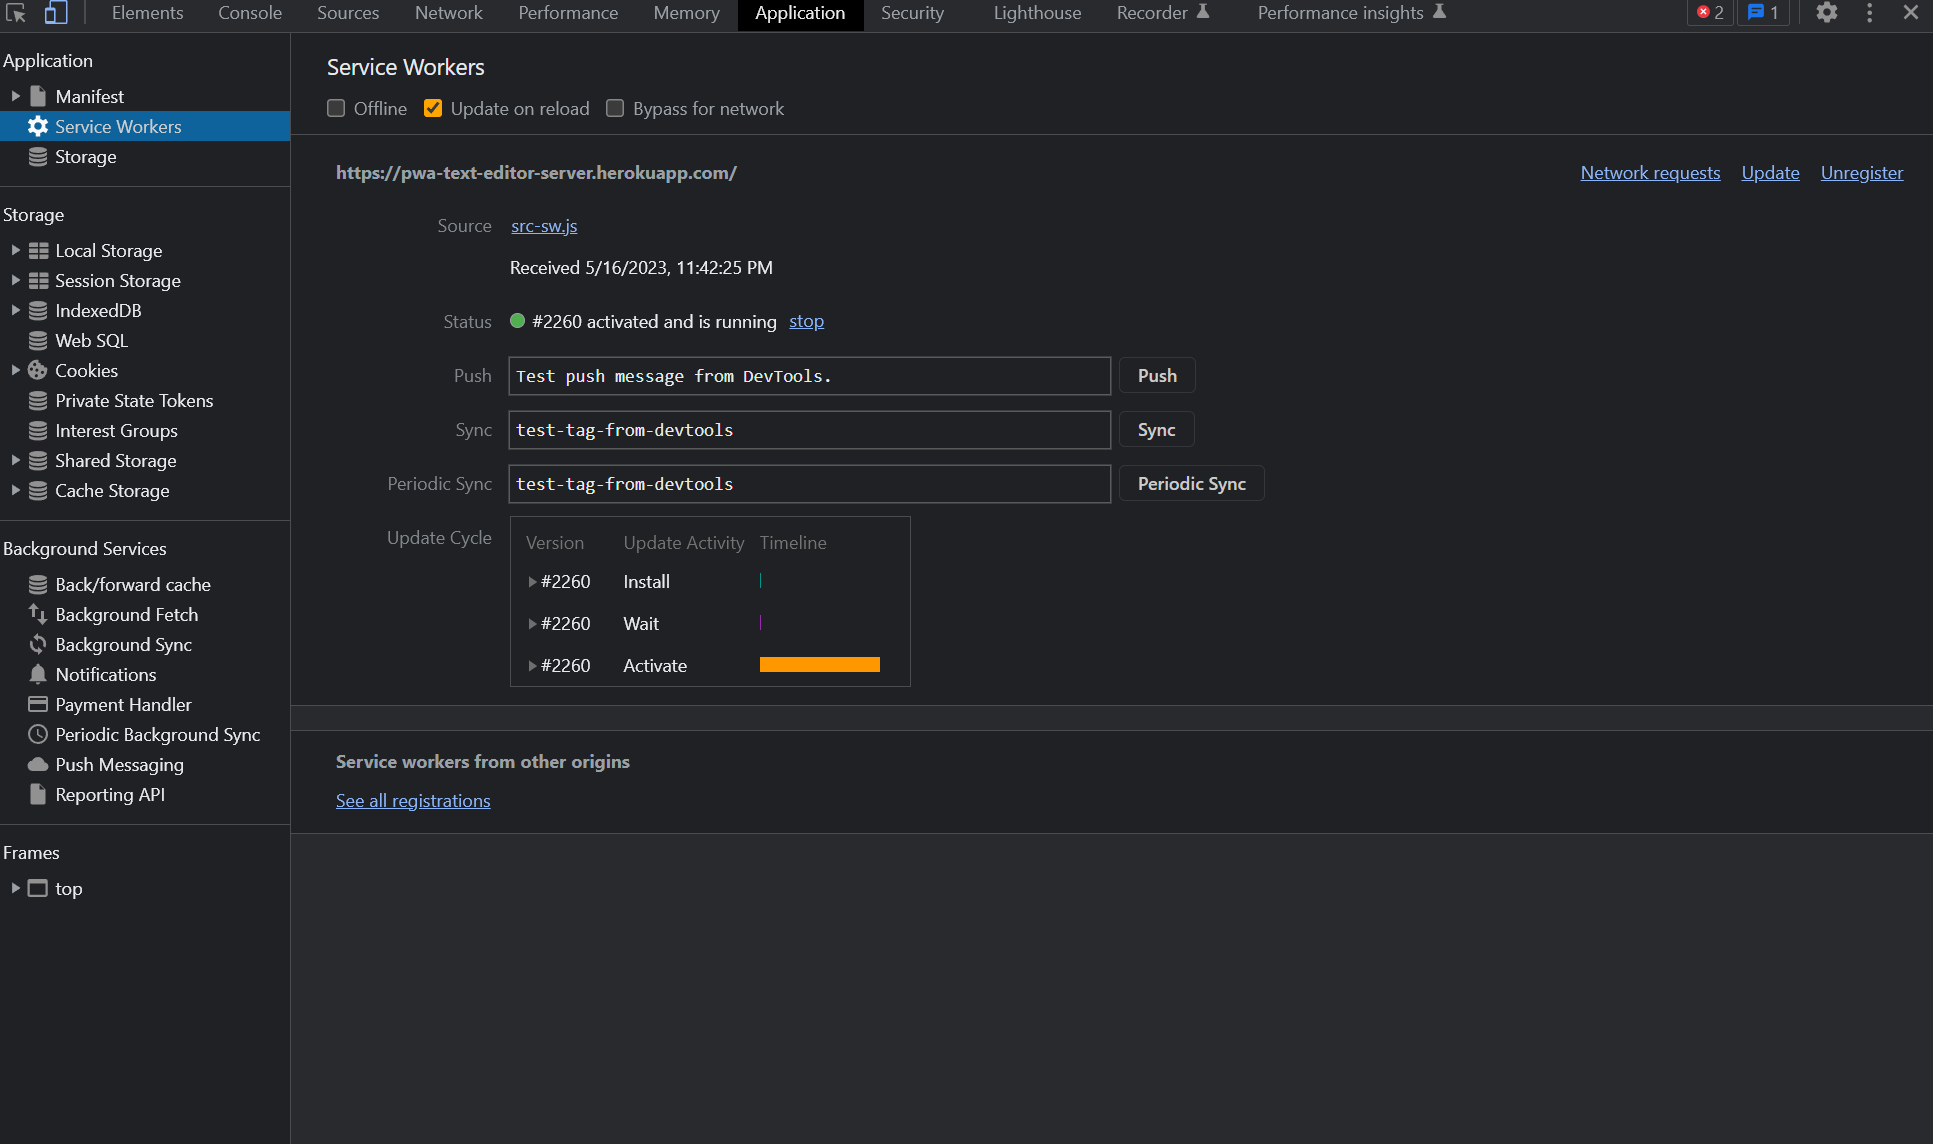 Elements Console Sources Network Performance Memory Application Security Lighthouse Recorder Performance insights 2 1
Application
Manifest
Service Workers
Storage
Storage
Local Storage
Session Storage
IndexedDB
Web SQL
Cookies
Private State Tokens
Interest Groups
Shared Storage
Cache Storage
Background Services
Back/forward cache
Background Fetch
Background Sync
Notifications
Payment Handler
Periodic Background Sync
Push Messaging
Reporting API
Frames
top
Service Workers
Offline Update on reload Bypass for network
https://pwa-text-editor-server.herokuapp.com/ Network requests Update Unregister
Source src-sw.js
Received 5/16/2023, 11:42:25 PM
Status #2260 activated and is running stop
Push Test push message from DevTools. Push
Sync test-tag-from-devtools Sync
Periodic Sync test-tag-from-devtools Periodic Sync
Update Cycle Version Update Activity Timeline
#2260 Install
#2260 Wait
#2260 Activate
Service workers from other origins
See all registrations